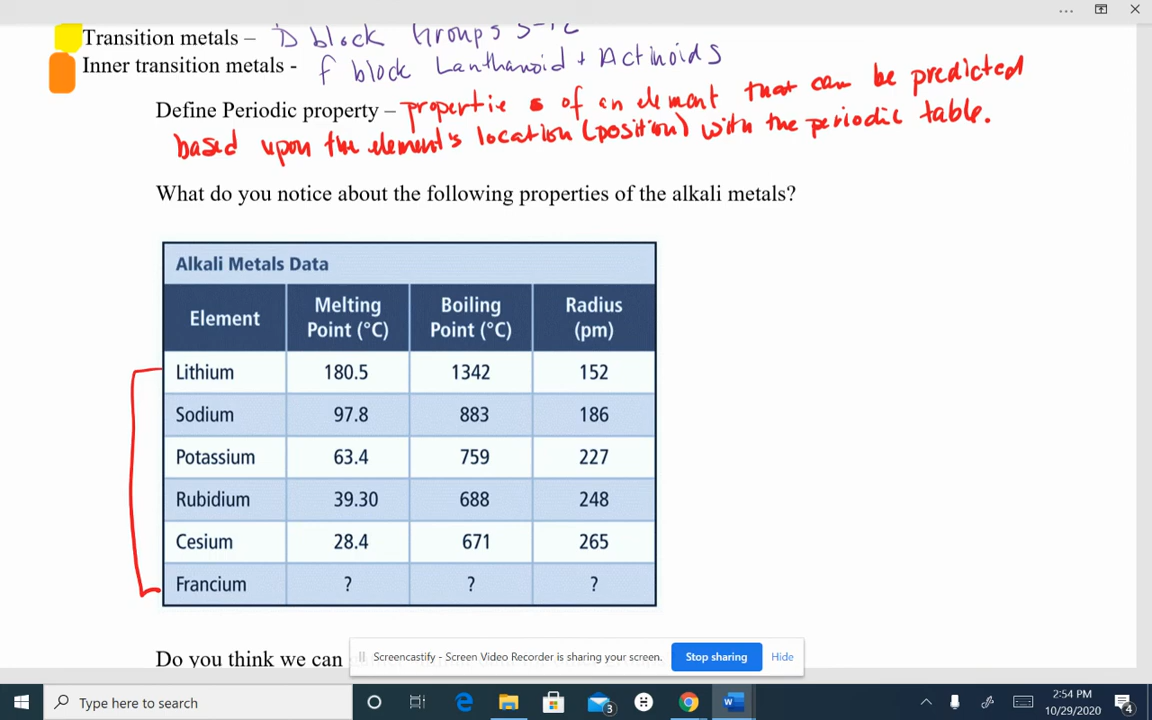 Transition metals – D block Groups 3-12
Inner transition metals - f block Lanthanoid + Actinoids
Define Periodic property – propertie s of an element that can be predicted
based upon the element's location (position) with the periodic table.
What do you notice about the following properties of the alkali metals?
Alkali Metals Data
Element Melting Point (°C) Boiling Point (°C) Radius (pm)
Lithium 180.5 1342 152
Sodium 97.8 883 186
Potassium 63.4 759 227
Rubidium 39.30 688 248
Cesium 28.4 671 265
Francium ? ? ?
Do you think we can
Screencastify - Screen Video Recorder is sharing your screen. Stop sharing Hide
Type here to search
3
2:54 PM
10/29/2020
4